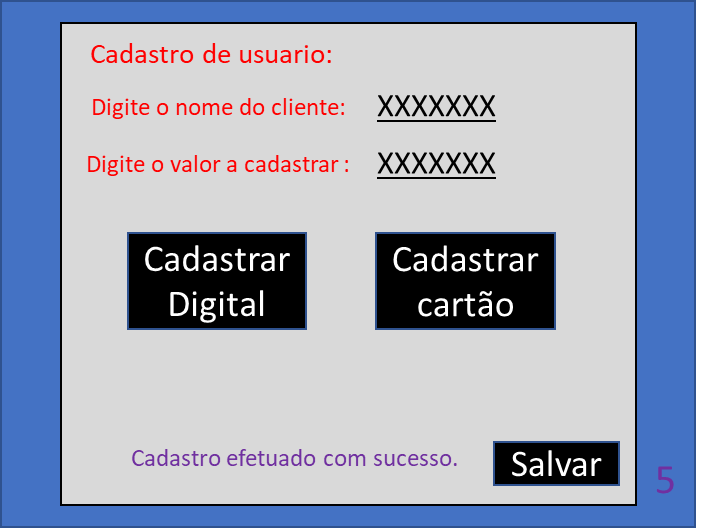 Cadastro de usuario:
Digite o nome do cliente: XXXXXXX
Digite o valor a cadastrar : XXXXXXX
Cadastrar
Digital
Cadastrar
cartão
Cadastro efetuado com sucesso.
Salvar
5